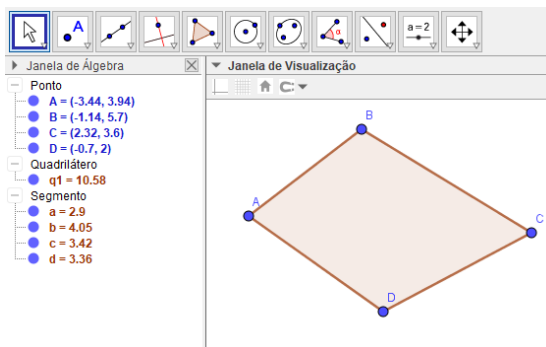 A
α
a=2
Janela de Álgebra
Janela de Visualização
Ponto
A = (-3.44, 3.94)
B = (-1.14, 5.7)
C = (2.32, 3.6)
D = (-0.7, 2)
Quadrilátero
q1 = 10.58
Segmento
a = 2.9
b = 4.05
c = 3.42
d = 3.36
B
A
C
D